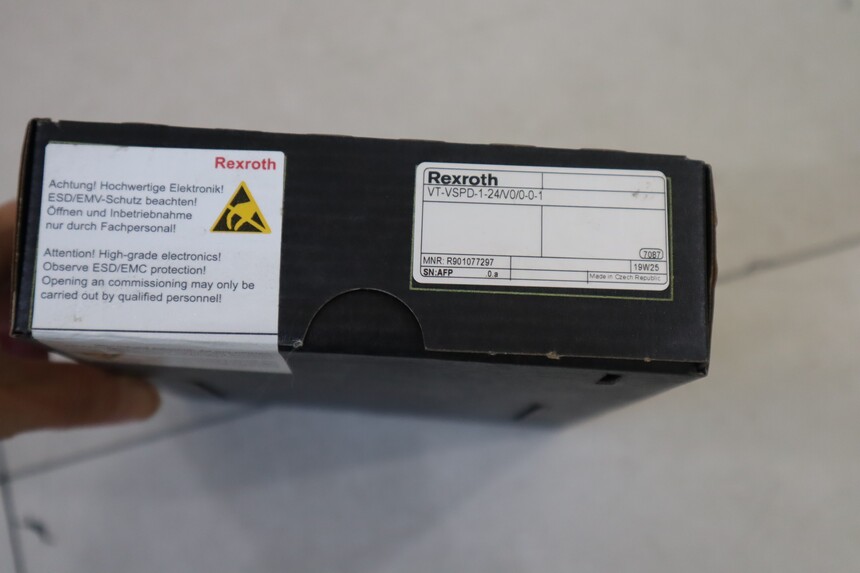 Rexroth
Achtung! Hochwertige Elektronik!
ESD/EMV-Schutz beachten!
Öffnen und Inbetriebnahme
nur durch Fachpersonal!
Attention! High-grade electronics!
Observe ESD/EMC protection!
Opening an commissioning may only be
carried out by qualified personnel!
Rexroth
VT-VSPD-1-24/V0/0-0-1
7087
MNR: R901077297
19W25
SN:AFP .0.a
Made in Czech Republic